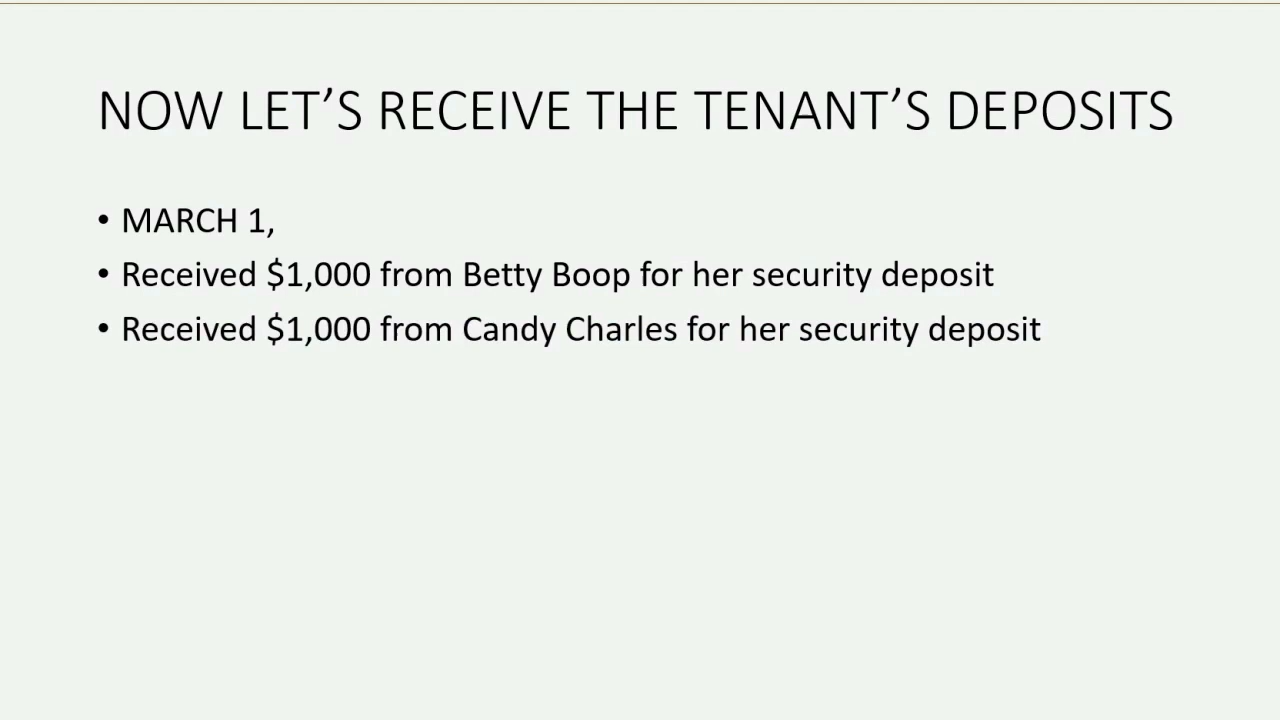 NOW LET’S RECEIVE THE TENANT’S DEPOSITS
• MARCH 1,
• Received $1,000 from Betty Boop for her security deposit
• Received $1,000 from Candy Charles for her security deposit